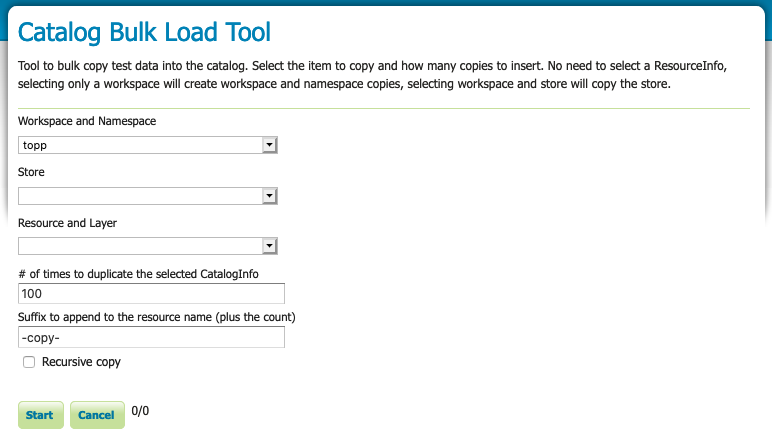 Catalog Bulk Load Tool
Tool to bulk copy test data into the catalog. Select the item to copy and how many copies to insert. No need to select a ResourceInfo,
selecting only a workspace will create workspace and namespace copies, selecting workspace and store will copy the store.
Workspace and Namespace
topp
Store
Resource and Layer
# of times to duplicate the selected CatalogInfo
100
Suffix to append to the resource name (plus the count)
-copy-
Recursive copy
Start Cancel 0/0